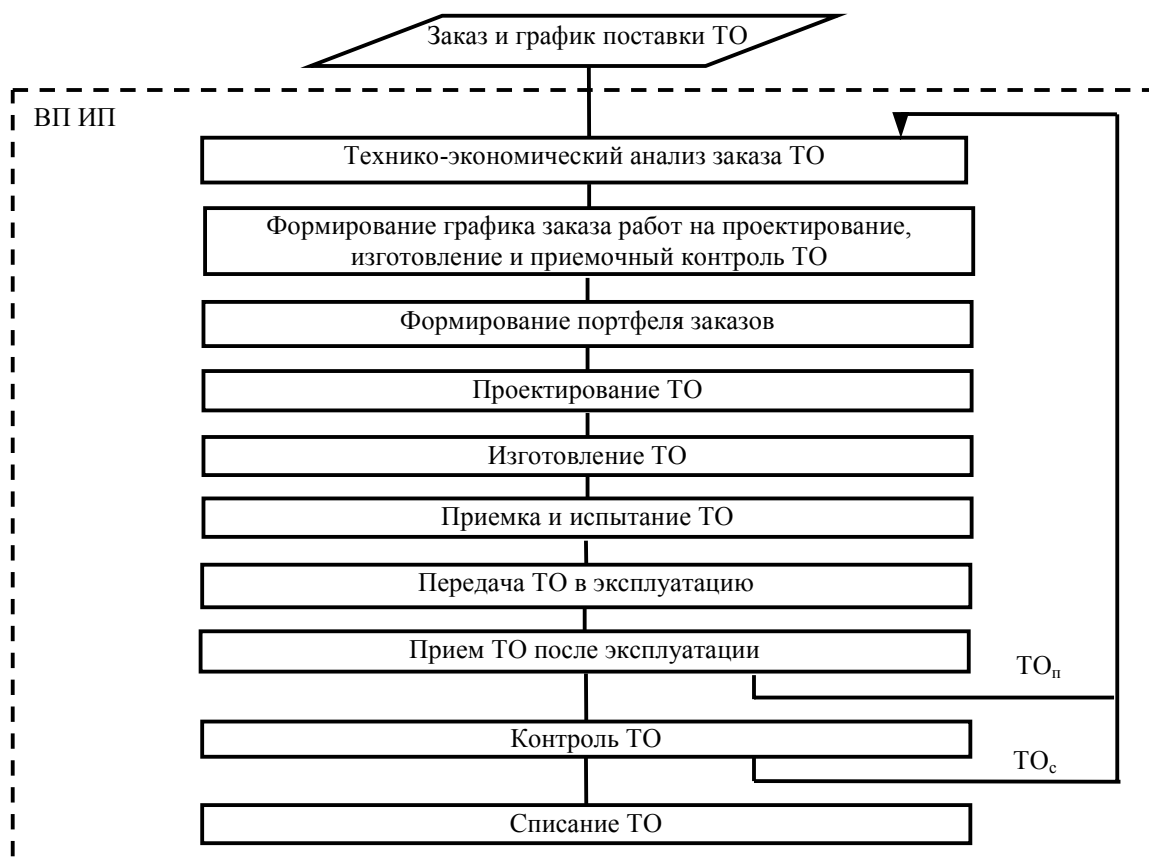 Заказ и график поставки ТО
ВП ИП
Технико-экономический анализ заказа ТО
Формирование графика заказа работ на проектирование,
изготовление и приемочный контроль ТО
Формирование портфеля заказов
Проектирование ТО
Изготовление ТО
Приемка и испытание ТО
Передача ТО в эксплуатацию
Прием ТО после эксплуатации
ТОп
Контроль ТО
ТОс
Списание ТО